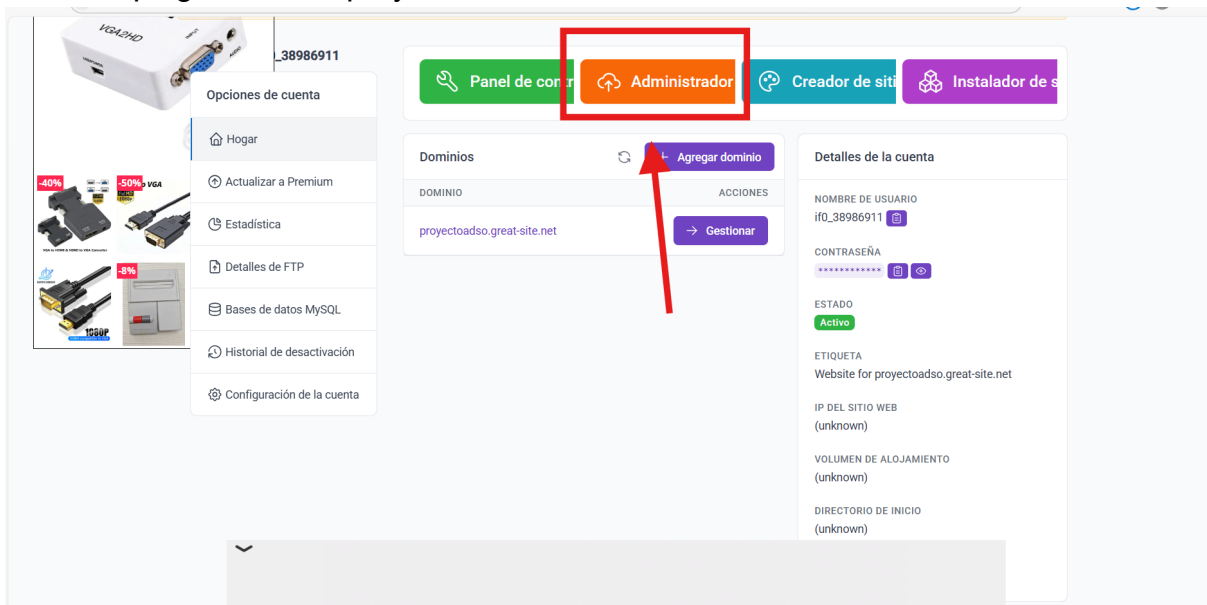 VGA2HD
INPUT
AUDIO
_38986911
Opciones de cuenta
Hogar
Actualizar a Premium
Estadística
Detalles de FTP
Bases de datos MySQL
Historial de desactivación
Configuración de la cuenta
-40%
-50%
VGA
-8%
1080P
Panel de contr
Administrador
Creador de siti
Instalador de s
Dominios
+ Agregar dominio
DOMINIO
ACCIONES
proyectoadso.great-site.net
→ Gestionar
Detalles de la cuenta
NOMBRE DE USUARIO
if0_38986911
CONTRASEÑA
************
ESTADO
Activo
ETIQUETA
Website for proyectoadso.great-site.net
IP DEL SITIO WEB
(unknown)
VOLUMEN DE ALOJAMIENTO
(unknown)
DIRECTORIO DE INICIO
(unknown)